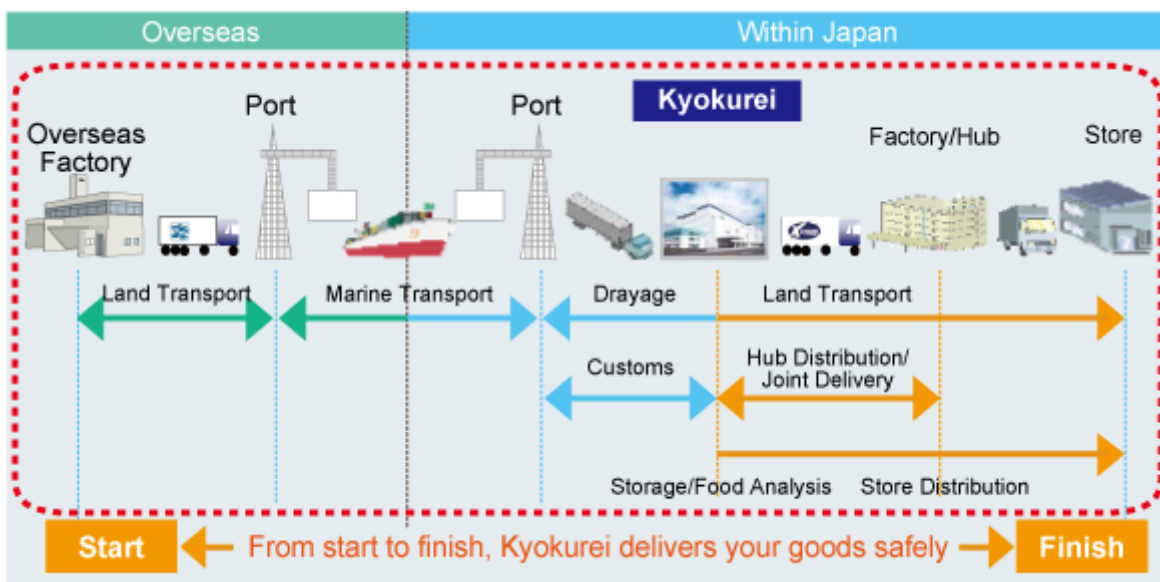 Overseas
Within Japan
Port
Port
Kyokurei
Overseas
Factory
Factory/Hub
Store
Land Transport
Marine Transport
Drayage
Land Transport
Customs
Hub Distribution/
Joint Delivery
Storage/Food Analysis
Store Distribution
Start
From start to finish, Kyokurei delivers your goods safely
Finish